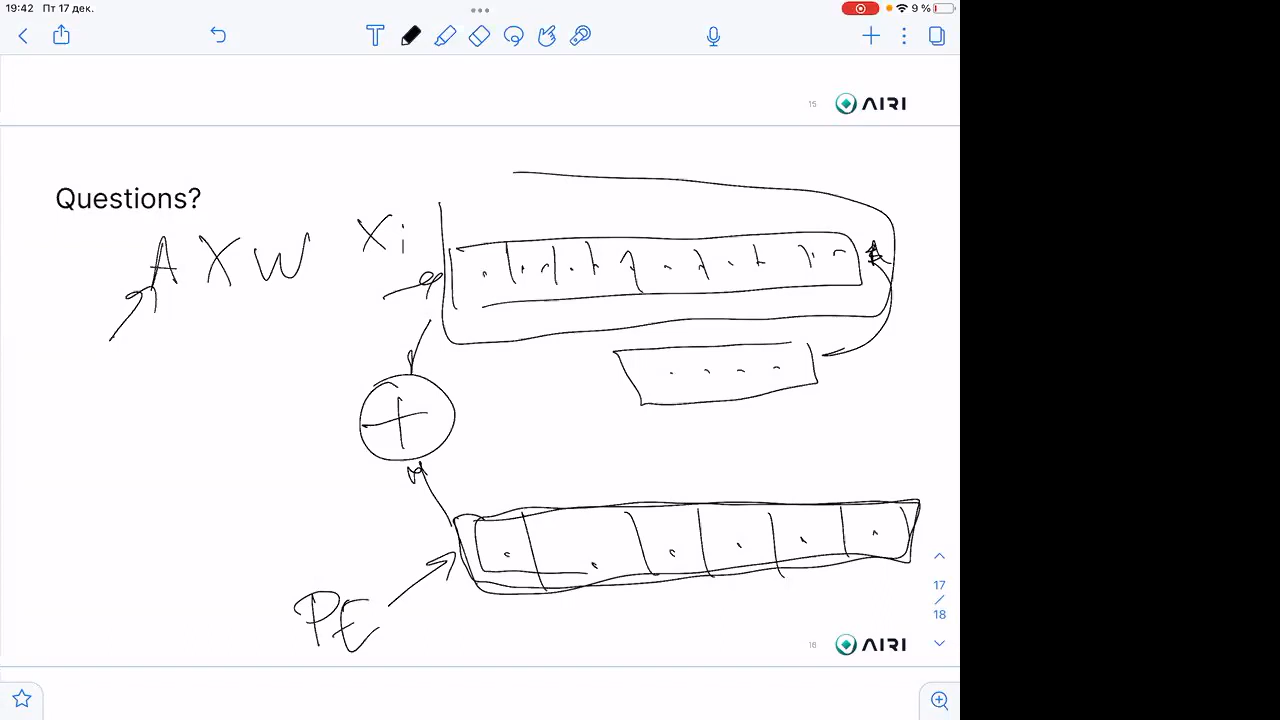 19:42 Пт 17 дек.
9 %
15 AIRI
Questions?
A X W
Xi
PE
17
/
18
16 AIRI